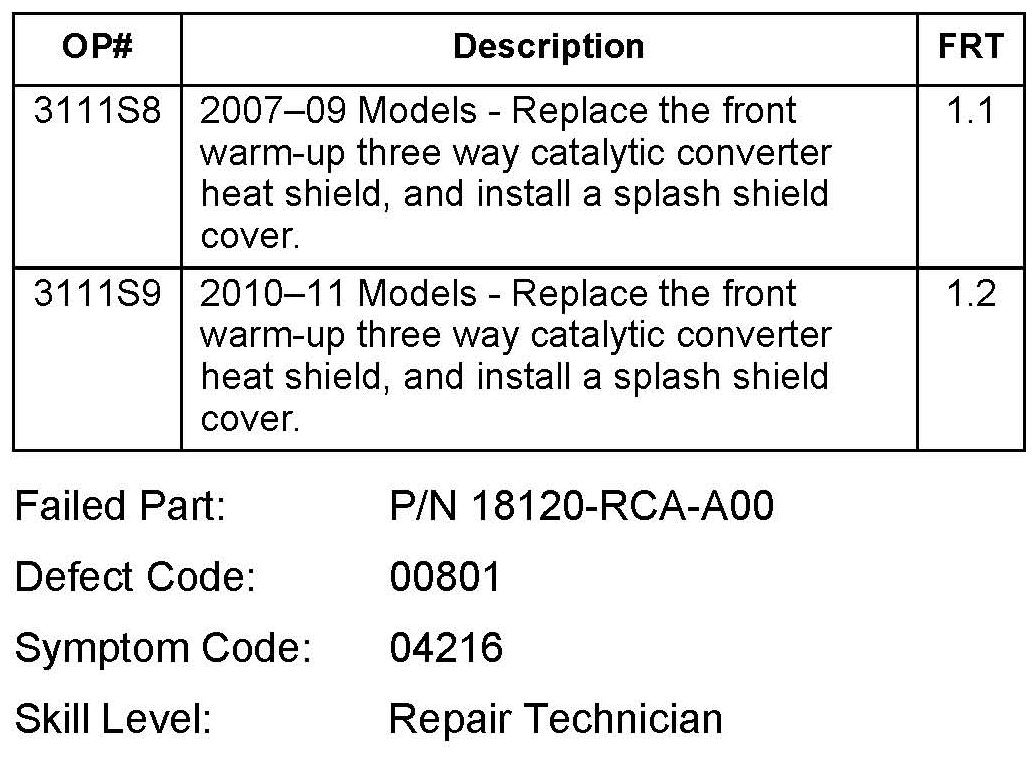 OP# Description FRT
3111S8 2007–09 Models - Replace the front 1.1
warm-up three way catalytic converter
heat shield, and install a splash shield
cover.
3111S9 2010–11 Models - Replace the front 1.2
warm-up three way catalytic converter
heat shield, and install a splash shield
cover.
Failed Part: P/N 18120-RCA-A00
Defect Code: 00801
Symptom Code: 04216
Skill Level: Repair Technician